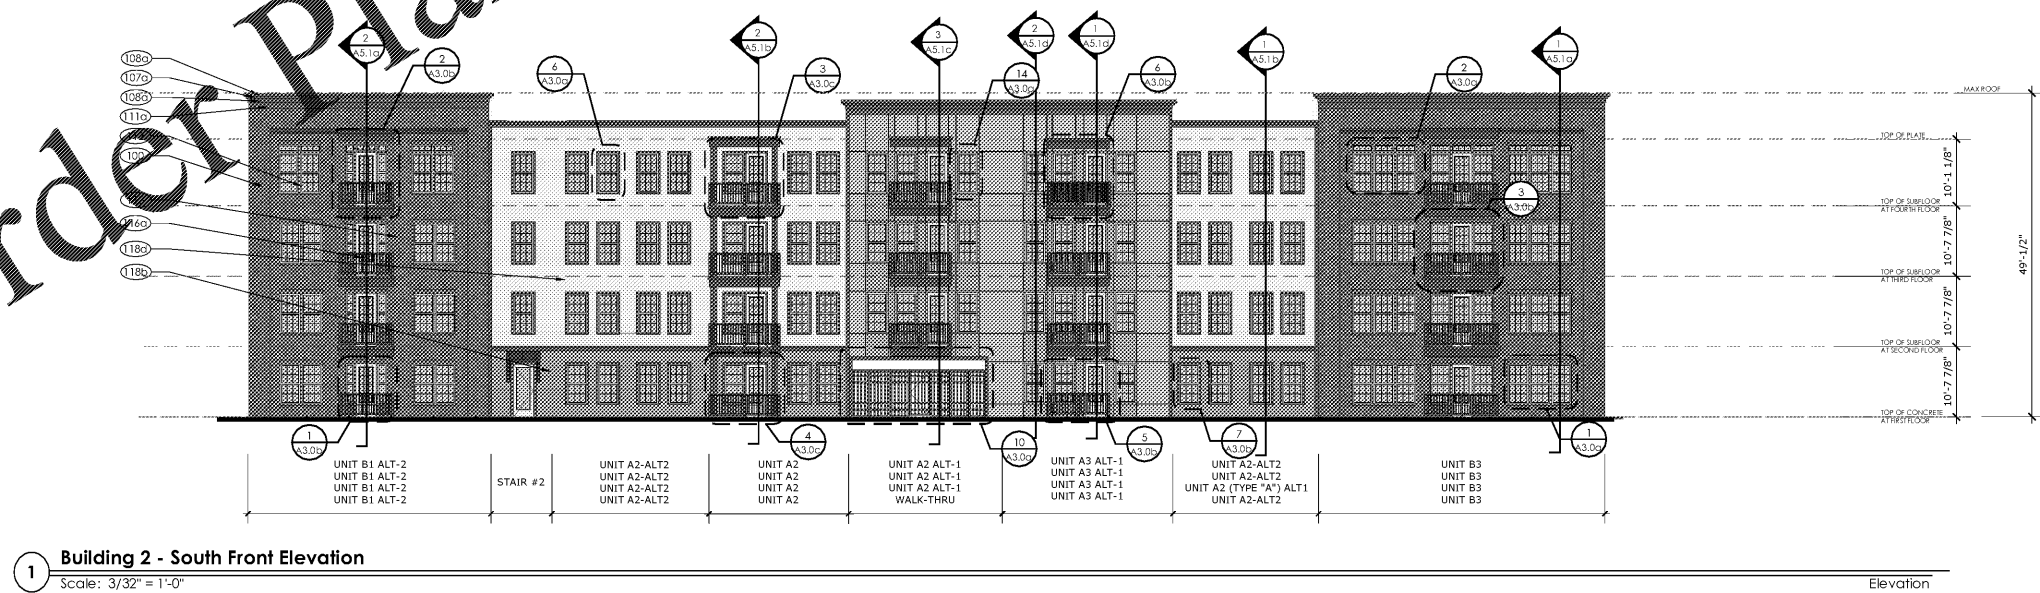 rder Pla
2
A5.1a
2
A3.0b
6
A3.0a
2
A5.1b
3
A3.0c
3
A5.1c
14
A3.0g
2
A5.1d
1
A5.1d
6
A3.0b
1
A5.1b
2
A3.0a
1
A5.1a
108a
107a
108a
111a
100
116a
118d
118b
MAX ROOF
TOP OF PLATE
10'-1 1/8"
TOP OF SUBFLOOR
AT FOURTH FLOOR
10'-7 7/8"
TOP OF SUBFLOOR
AT THIRD FLOOR
10'-7 7/8"
TOP OF SUBFLOOR
AT SECOND FLOOR
10'-7 7/8"
TOP OF CONCRETE
AT FIRST FLOOR
49'-1/2"
3
A3.0b
1
A3.0b
4
A3.0c
10
A3.0g
5
A3.0b
7
A3.0b
1
A3.0a
UNIT B1 ALT-2
UNIT B1 ALT-2
UNIT B1 ALT-2
UNIT B1 ALT-2
STAIR #2
UNIT A2-ALT2
UNIT A2-ALT2
UNIT A2-ALT2
UNIT A2-ALT2
UNIT A2
UNIT A2
UNIT A2
UNIT A2
UNIT A2 ALT-1
UNIT A2 ALT-1
UNIT A2 ALT-1
WALK-THRU
UNIT A3 ALT-1
UNIT A3 ALT-1
UNIT A3 ALT-1
UNIT A3 ALT-1
UNIT A2-ALT2
UNIT A2-ALT2
UNIT A2 (TYPE "A") ALT1
UNIT A2-ALT2
UNIT B3
UNIT B3
UNIT B3
UNIT B3
1
Building 2 - South Front Elevation
Scale: 3/32" = 1'-0"
Elevation